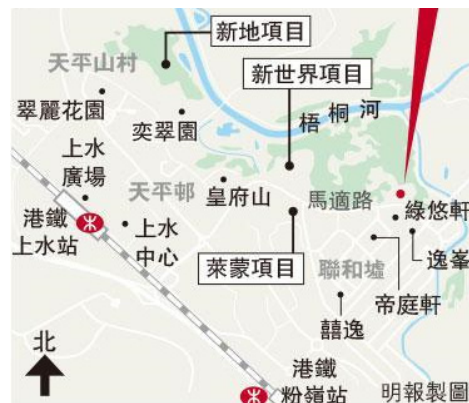 新地項目
天平山村
新世界項目
翠麗花園
奕翠園
梧桐河
上水
廣場
天平邨
皇府山
馬適路
綠悠軒
港鐵
上水站
上水
中心
萊蒙項目
逸峯
聯和墟
帝庭軒
囍逸
北
港鐵
粉嶺站
明報製圖